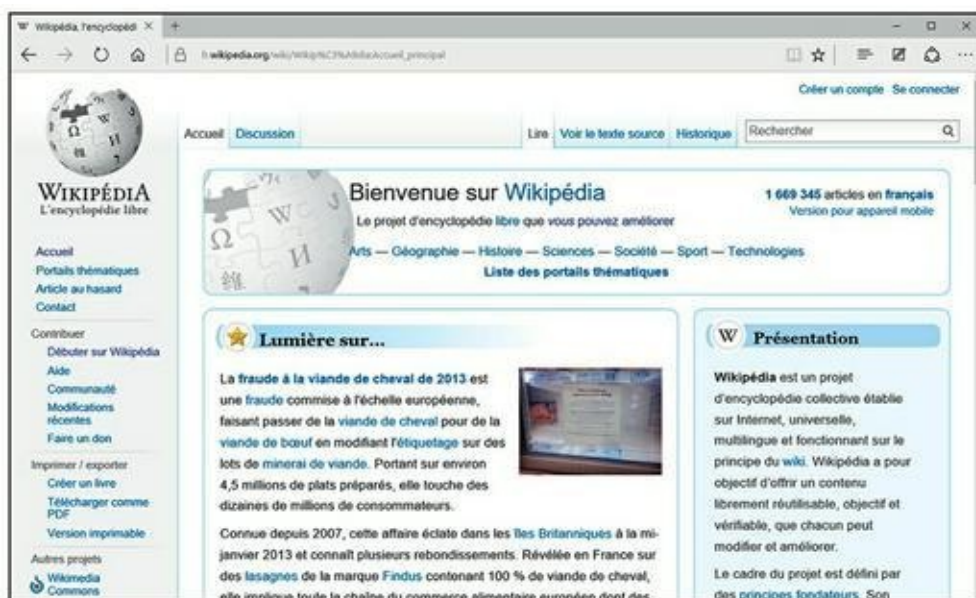 Wikipédia, l'encyclopédi
Créer un compte Se connecter
Accueil Discussion Lire Voir le texte source Historique Rechercher
WIKIPÉDIA
L'encyclopédie libre
Accueil
Portails thématiques
Article au hasard
Contact
Contribuer
Débuter sur Wikipédia
Aide
Communauté
Modifications
récentes
Faire un don
Imprimer / exporter
Créer un livre
Télécharger comme
PDF
Version imprimable
Autres projets
Wikimedia
Commons
Bienvenue sur Wikipédia
Le projet d'encyclopédie libre que vous pouvez améliorer
1 669 345 articles en français
Version pour appareil mobile
Arts — Géographie — Histoire — Sciences — Société — Sport — Technologies
Liste des portails thématiques
Lumière sur...
La fraude à la viande de cheval de 2013 est
une fraude commise à l'échelle européenne,
faisant passer de la viande de cheval pour de la
viande de bœuf en modifiant l'étiquetage sur des
lots de minerai de viande. Portant sur environ
4,5 millions de plats préparés, elle touche des
dizaines de millions de consommateurs.
Connue depuis 2007, cette affaire éclate dans les Îles Britanniques à la mi-
janvier 2013 et connaît plusieurs rebondissements. Révélée en France sur
des lasagnes de la marque Findus contenant 100 % de viande de cheval,
elle implique toute la chaîne du commerce alimentaire européen dont des
Présentation
Wikipédia est un projet
d'encyclopédie collective établie
sur Internet, universelle,
multilingue et fonctionnant sur le
principe du wiki. Wikipédia a pour
objectif d'offrir un contenu
librement réutilisable, objectif et
vérifiable, que chacun peut
modifier et améliorer.
Le cadre du projet est défini par
des principes fondateurs. Son